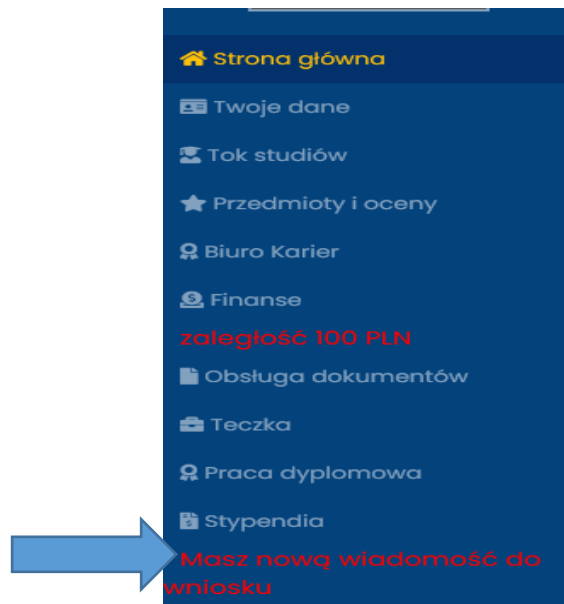 Strona główna
Twoje dane
Tok studiów
Przedmioty i oceny
Biuro Karier
Finanse
zaległość 100 PLN
Obsługa dokumentów
Teczka
Praca dyplomowa
Stypendia
Masz nową wiadomość do
wniosku